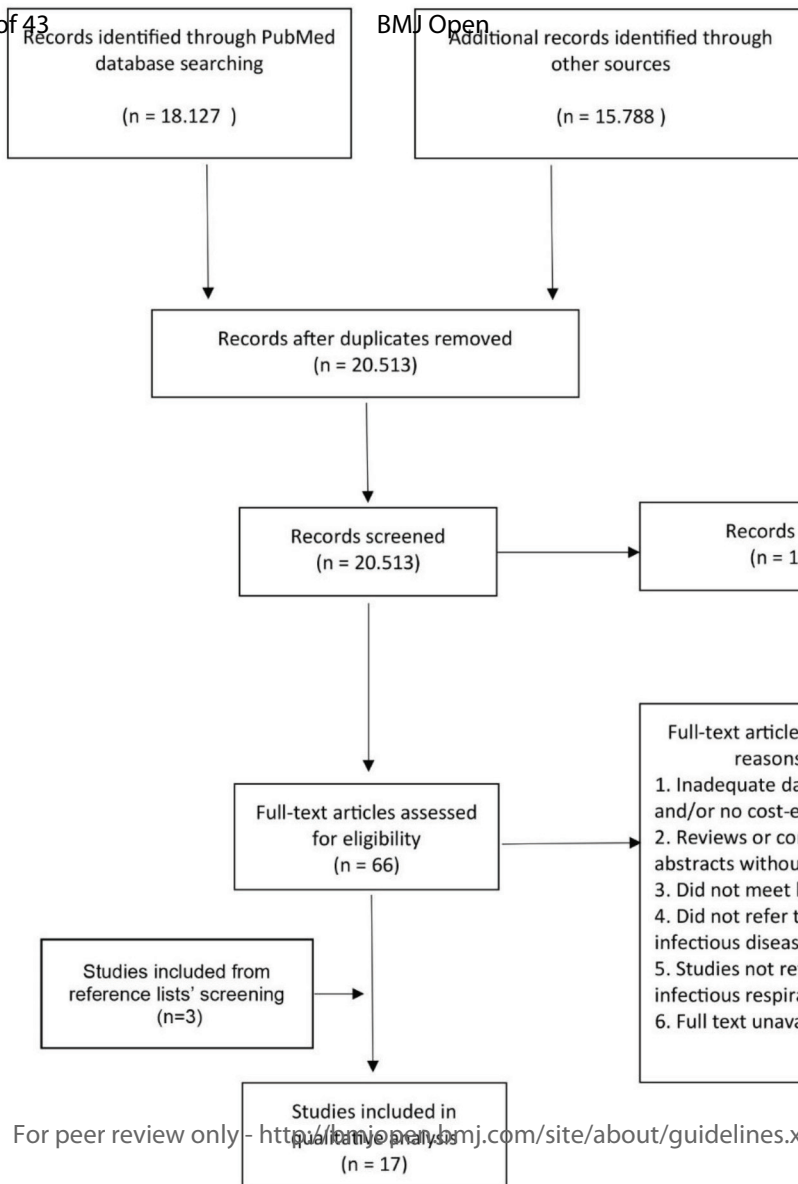 of 43
BMJ Open
Records identified through PubMed
database searching
(n = 18.127 )
Additional records identified through
other sources
(n = 15.788 )
Records after duplicates removed
(n = 20.513)
Records screened
(n = 20.513)
Records
(n = 1
Full-text articles assessed
for eligibility
(n = 66)
Full-text article
reasons
1. Inadequate da
and/or no cost-e
2. Reviews or con
abstracts withou
3. Did not meet
4. Did not refer t
infectious diseas
5. Studies not re
infectious respira
6. Full text unava
Studies included from
reference lists' screening
(n=3)
Studies included in
qualitative analysis
(n = 17)
For peer review only - http://bmjopen.bmj.com/site/about/guidelines.x